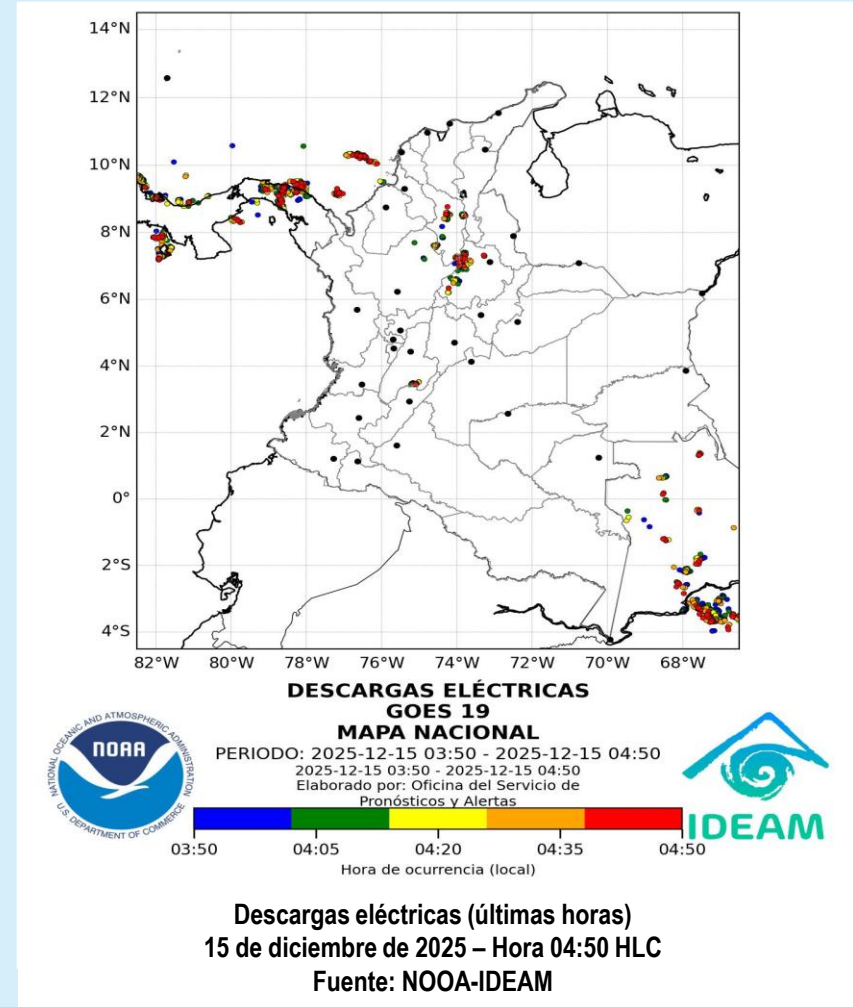 14°N
12°N
10°N
8°N
6°N
4°N
2°N
0°
2°S
4°S
82°W 80°W 78°W 76°W 74°W 72°W 70°W 68°W
DESCARGAS ELÉCTRICAS
GOES 19
MAPA NACIONAL
PERIODO: 2025-12-15 03:50 - 2025-12-15 04:50
2025-12-15 03:50 - 2025-12-15 04:50
Elaborado por: Oficina del Servicio de
Pronósticos y Alertas
NATIONAL OCEANIC AND ATMOSPHERIC ADMINISTRATION
NOAA
U.S. DEPARTMENT OF COMMERCE
IDEAM
03:50 04:05 04:20 04:35 04:50
Hora de ocurrencia (local)
Descargas eléctricas (últimas horas)
15 de diciembre de 2025 – Hora 04:50 HLC
Fuente: NOOA-IDEAM